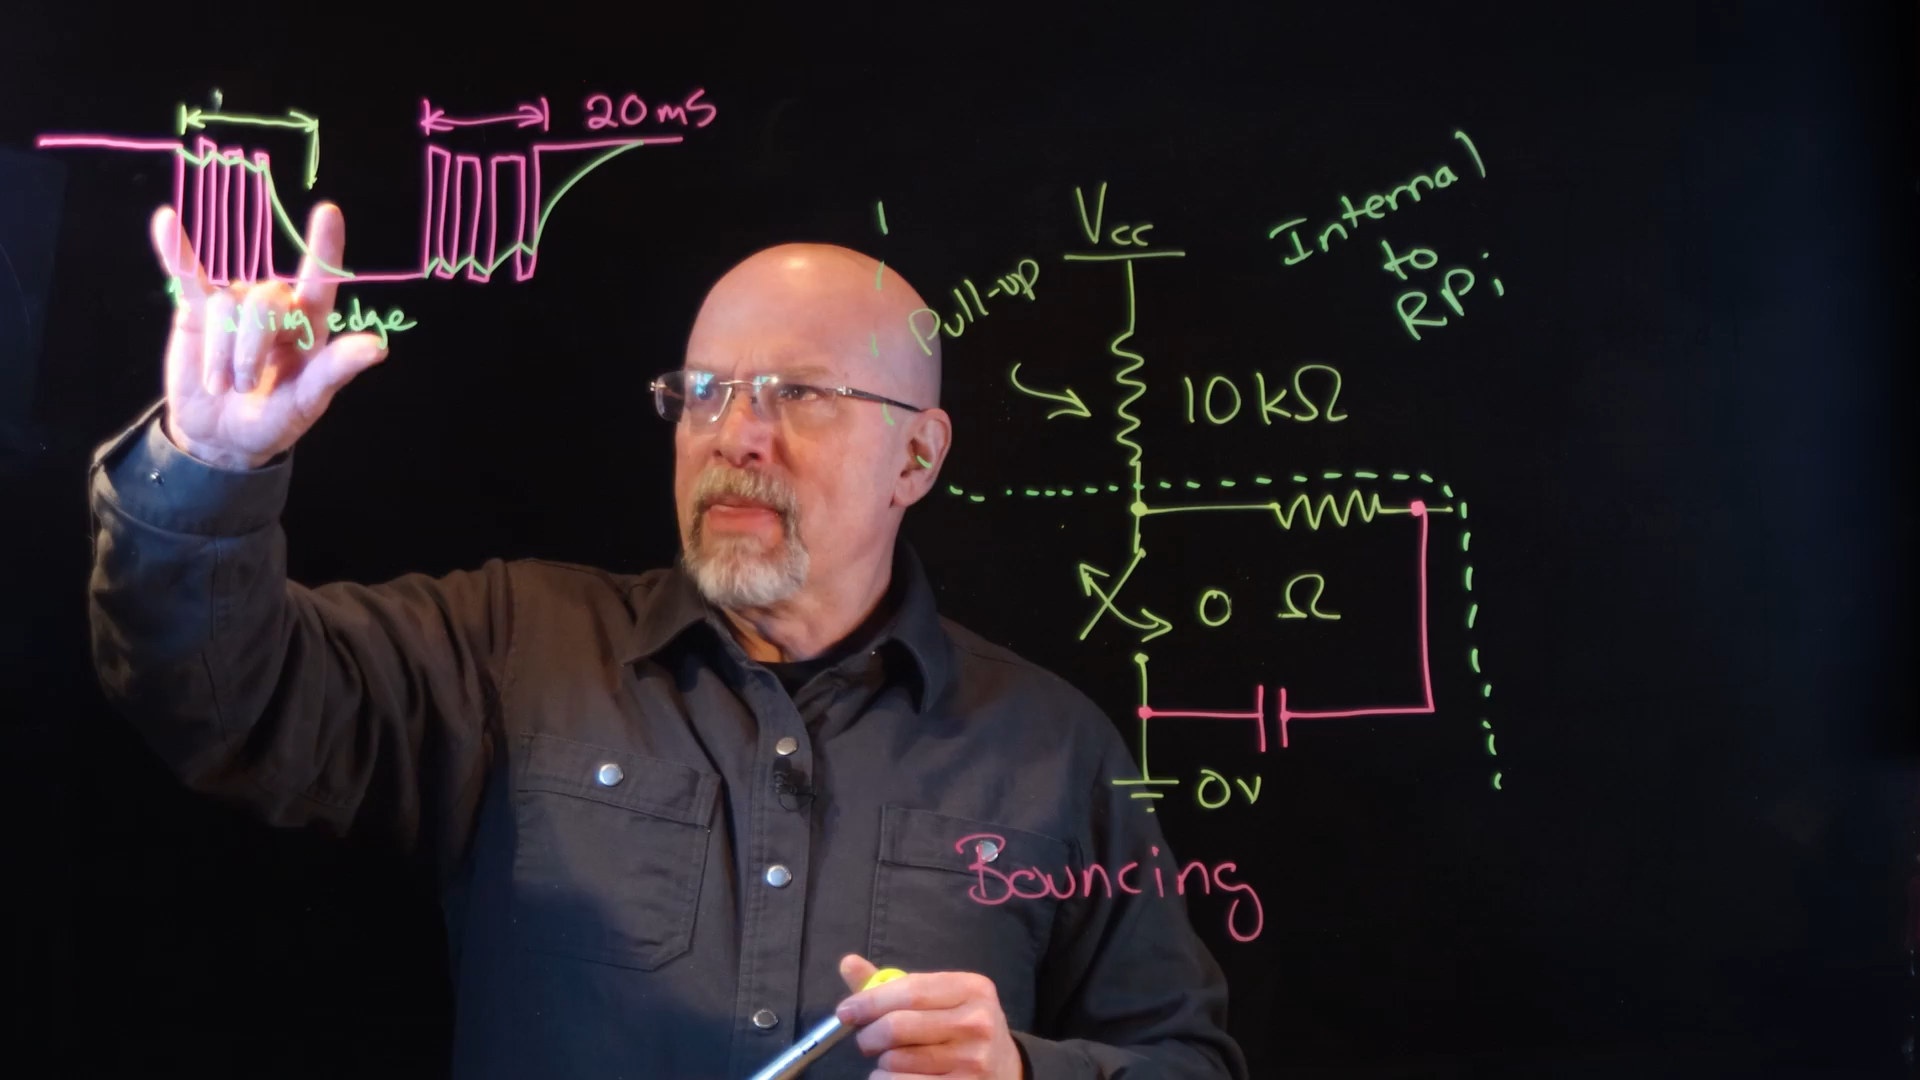 20 ms
edge
Vcc
Pull-up
Internal
to
RPi
10 kΩ
0 Ω
0v
Bouncing